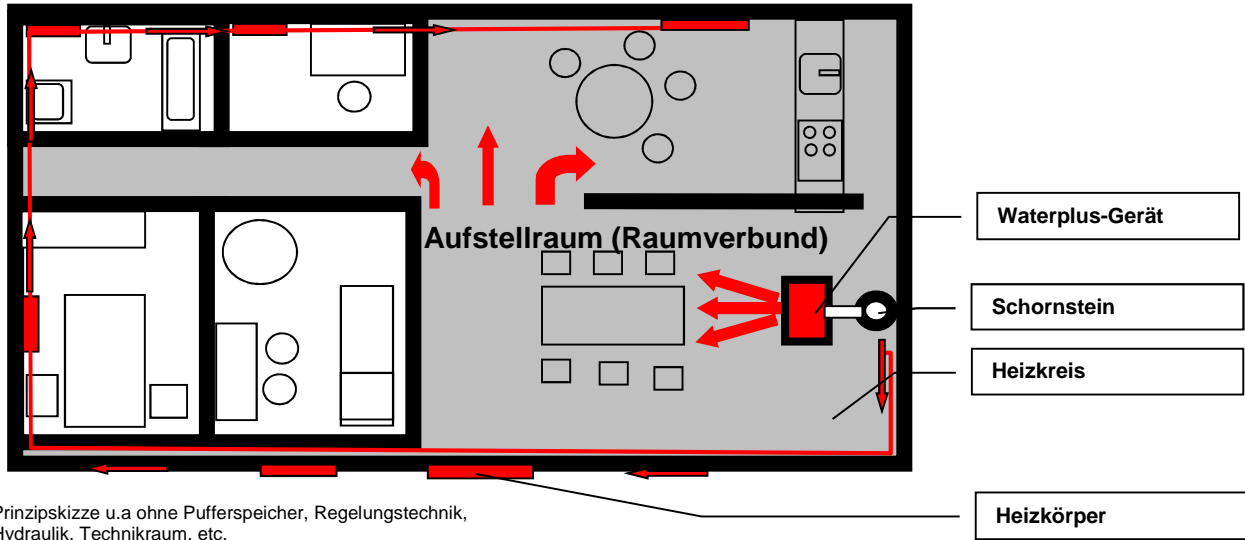 Waterplus-Gerät
Aufstellraum (Raumverbund)
Schornstein
Heizkreis
Heizkörper
Prinzipskizze u.a ohne Pufferspeicher, Regelungstechnik,
Hydraulik, Technikraum, etc.